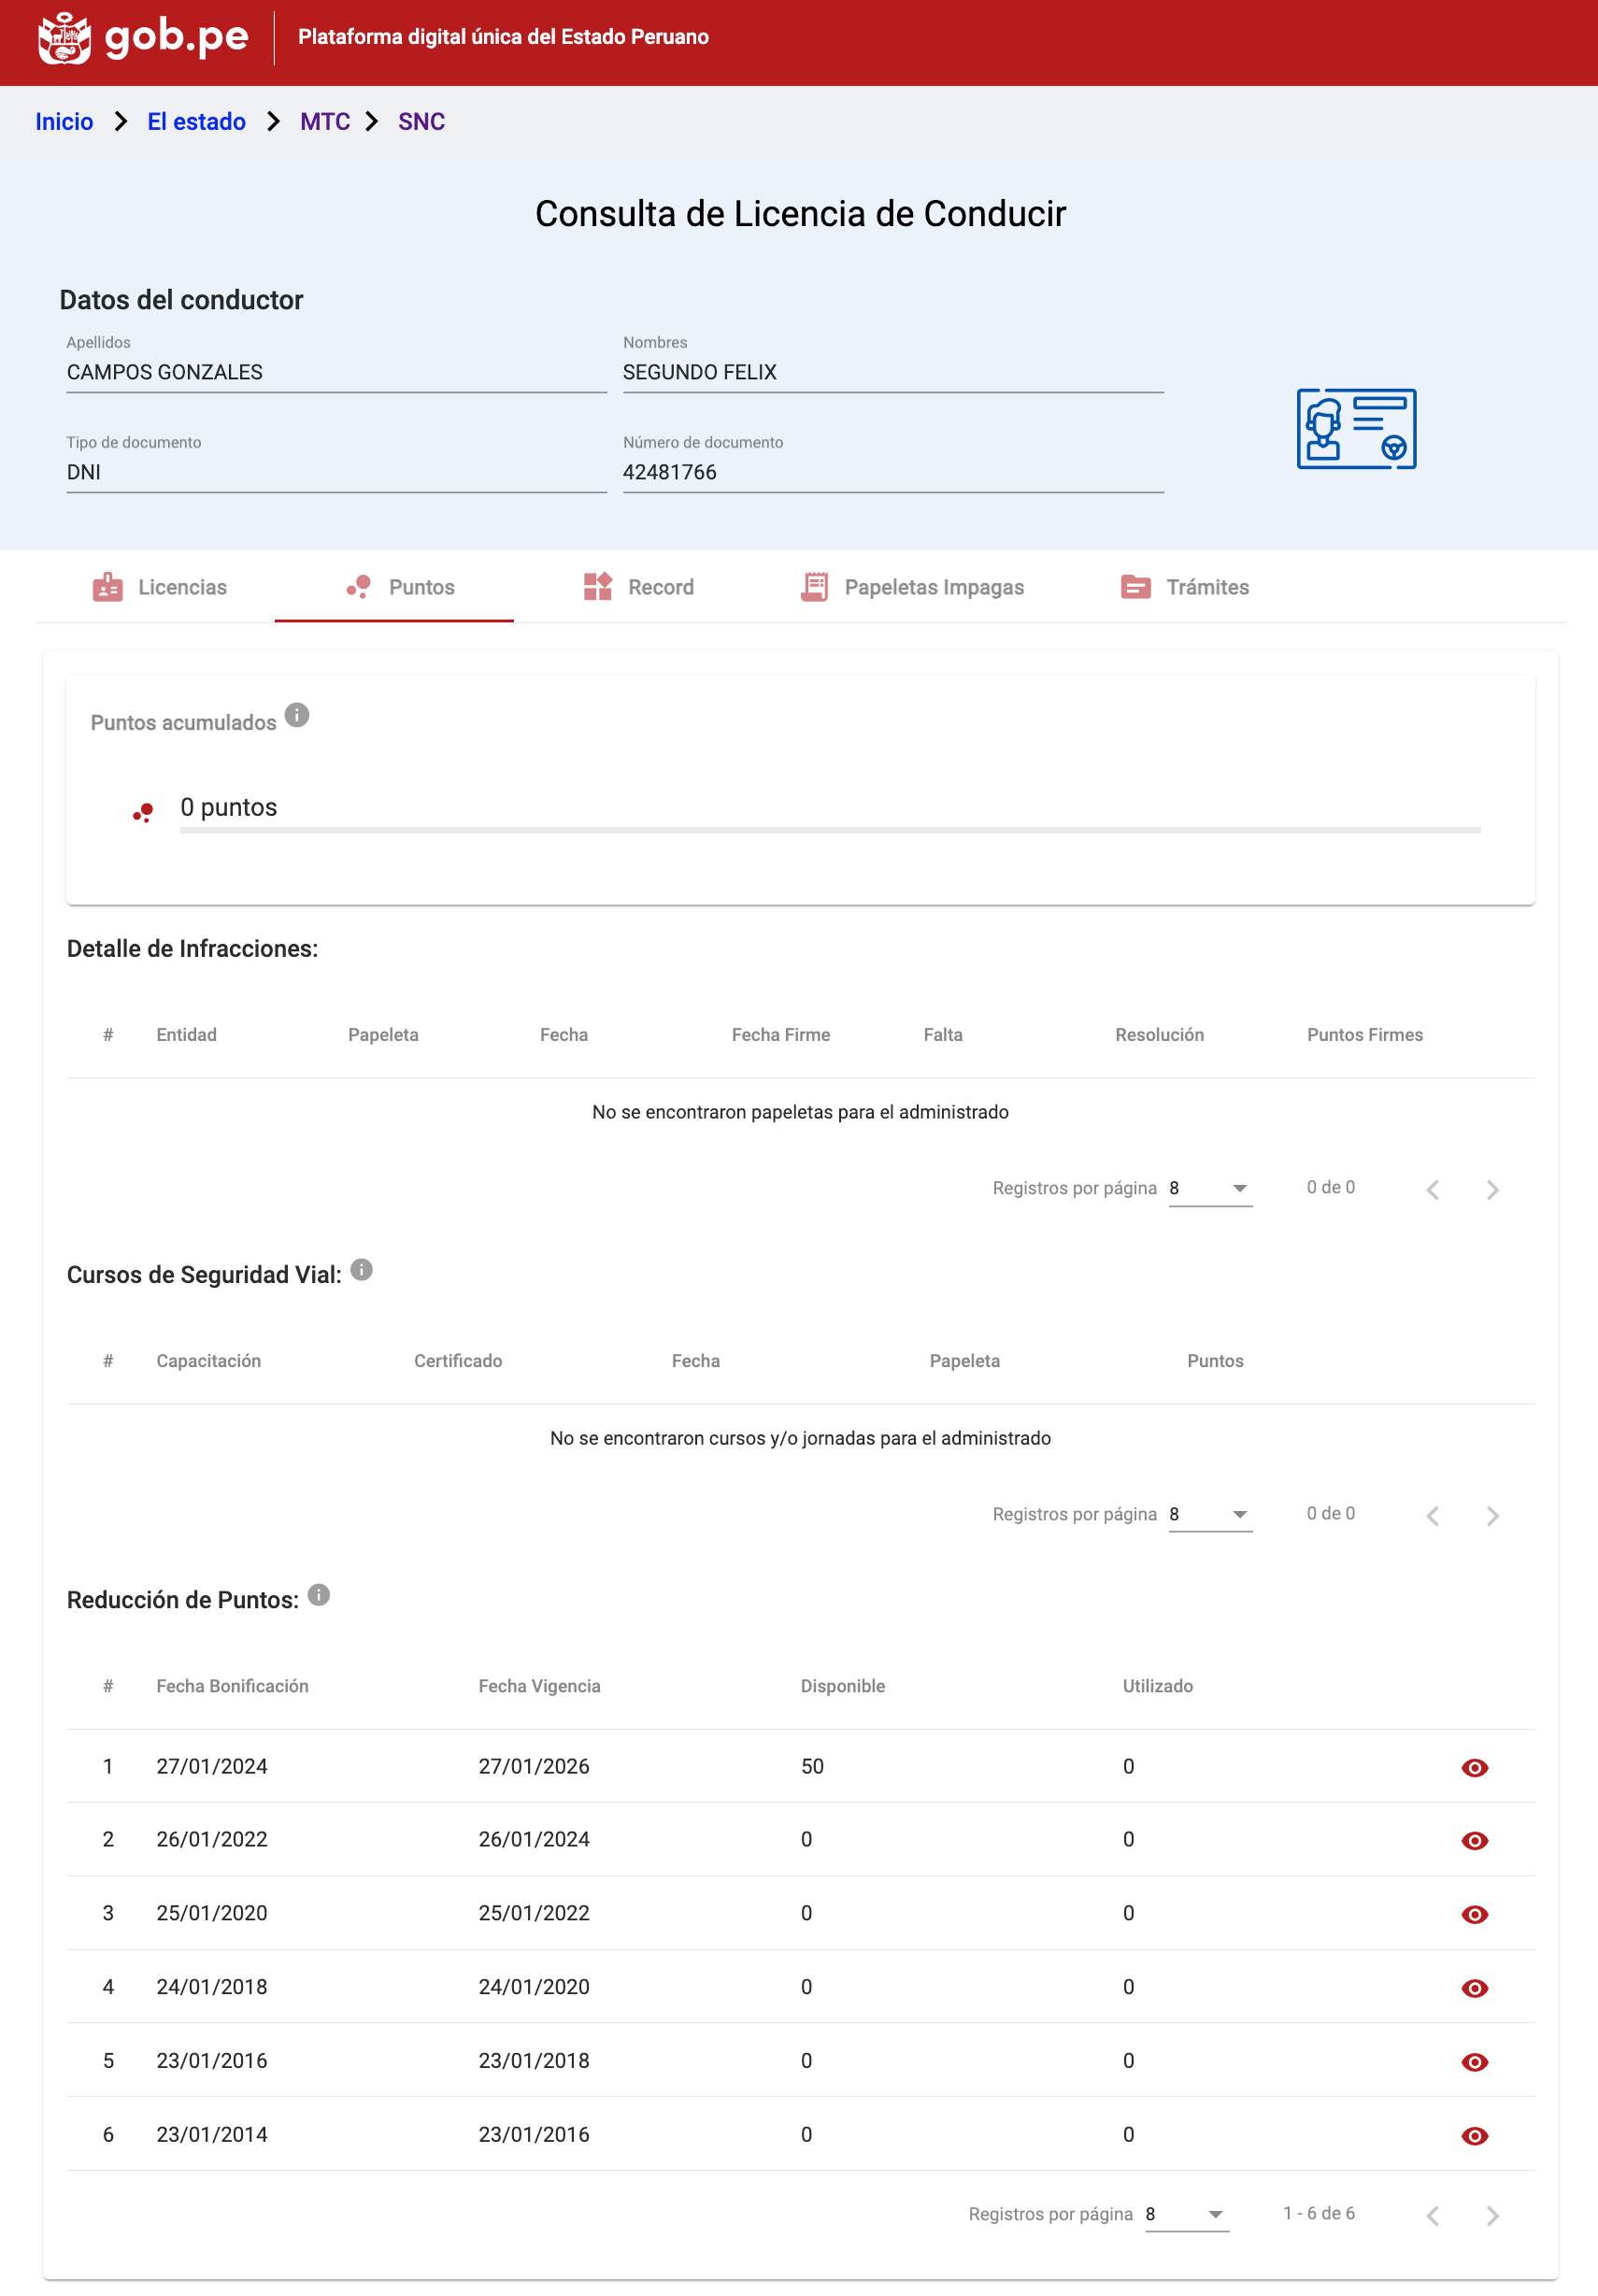 gob.pe Plataforma digital única del Estado Peruano
Inicio El estado MTC SNC
Consulta de Licencia de Conducir
Datos del conductor
Apellidos Nombres
CAMPOS GONZALES SEGUNDO FELIX
Tipo de documento Número de documento
DNI 42481766
Licencias Puntos Record Papeletas Impagas Trámites
Puntos acumulados
0 puntos
Detalle de Infracciones:
# Entidad Papeleta Fecha Fecha Firme Falta Resolución Puntos Firmes
No se encontraron papeletas para el administrado
Registros por página 8 0 de 0
Cursos de Seguridad Vial:
# Capacitación Certificado Fecha Papeleta Puntos
No se encontraron cursos y/o jornadas para el administrado
Registros por página 8 0 de 0
Reducción de Puntos:
# Fecha Bonificación Fecha Vigencia Disponible Utilizado
1 27/01/2024 27/01/2026 50 0
2 26/01/2022 26/01/2024 0 0
3 25/01/2020 25/01/2022 0 0
4 24/01/2018 24/01/2020 0 0
5 23/01/2016 23/01/2018 0 0
6 23/01/2014 23/01/2016 0 0
Registros por página 8 1 - 6 de 6